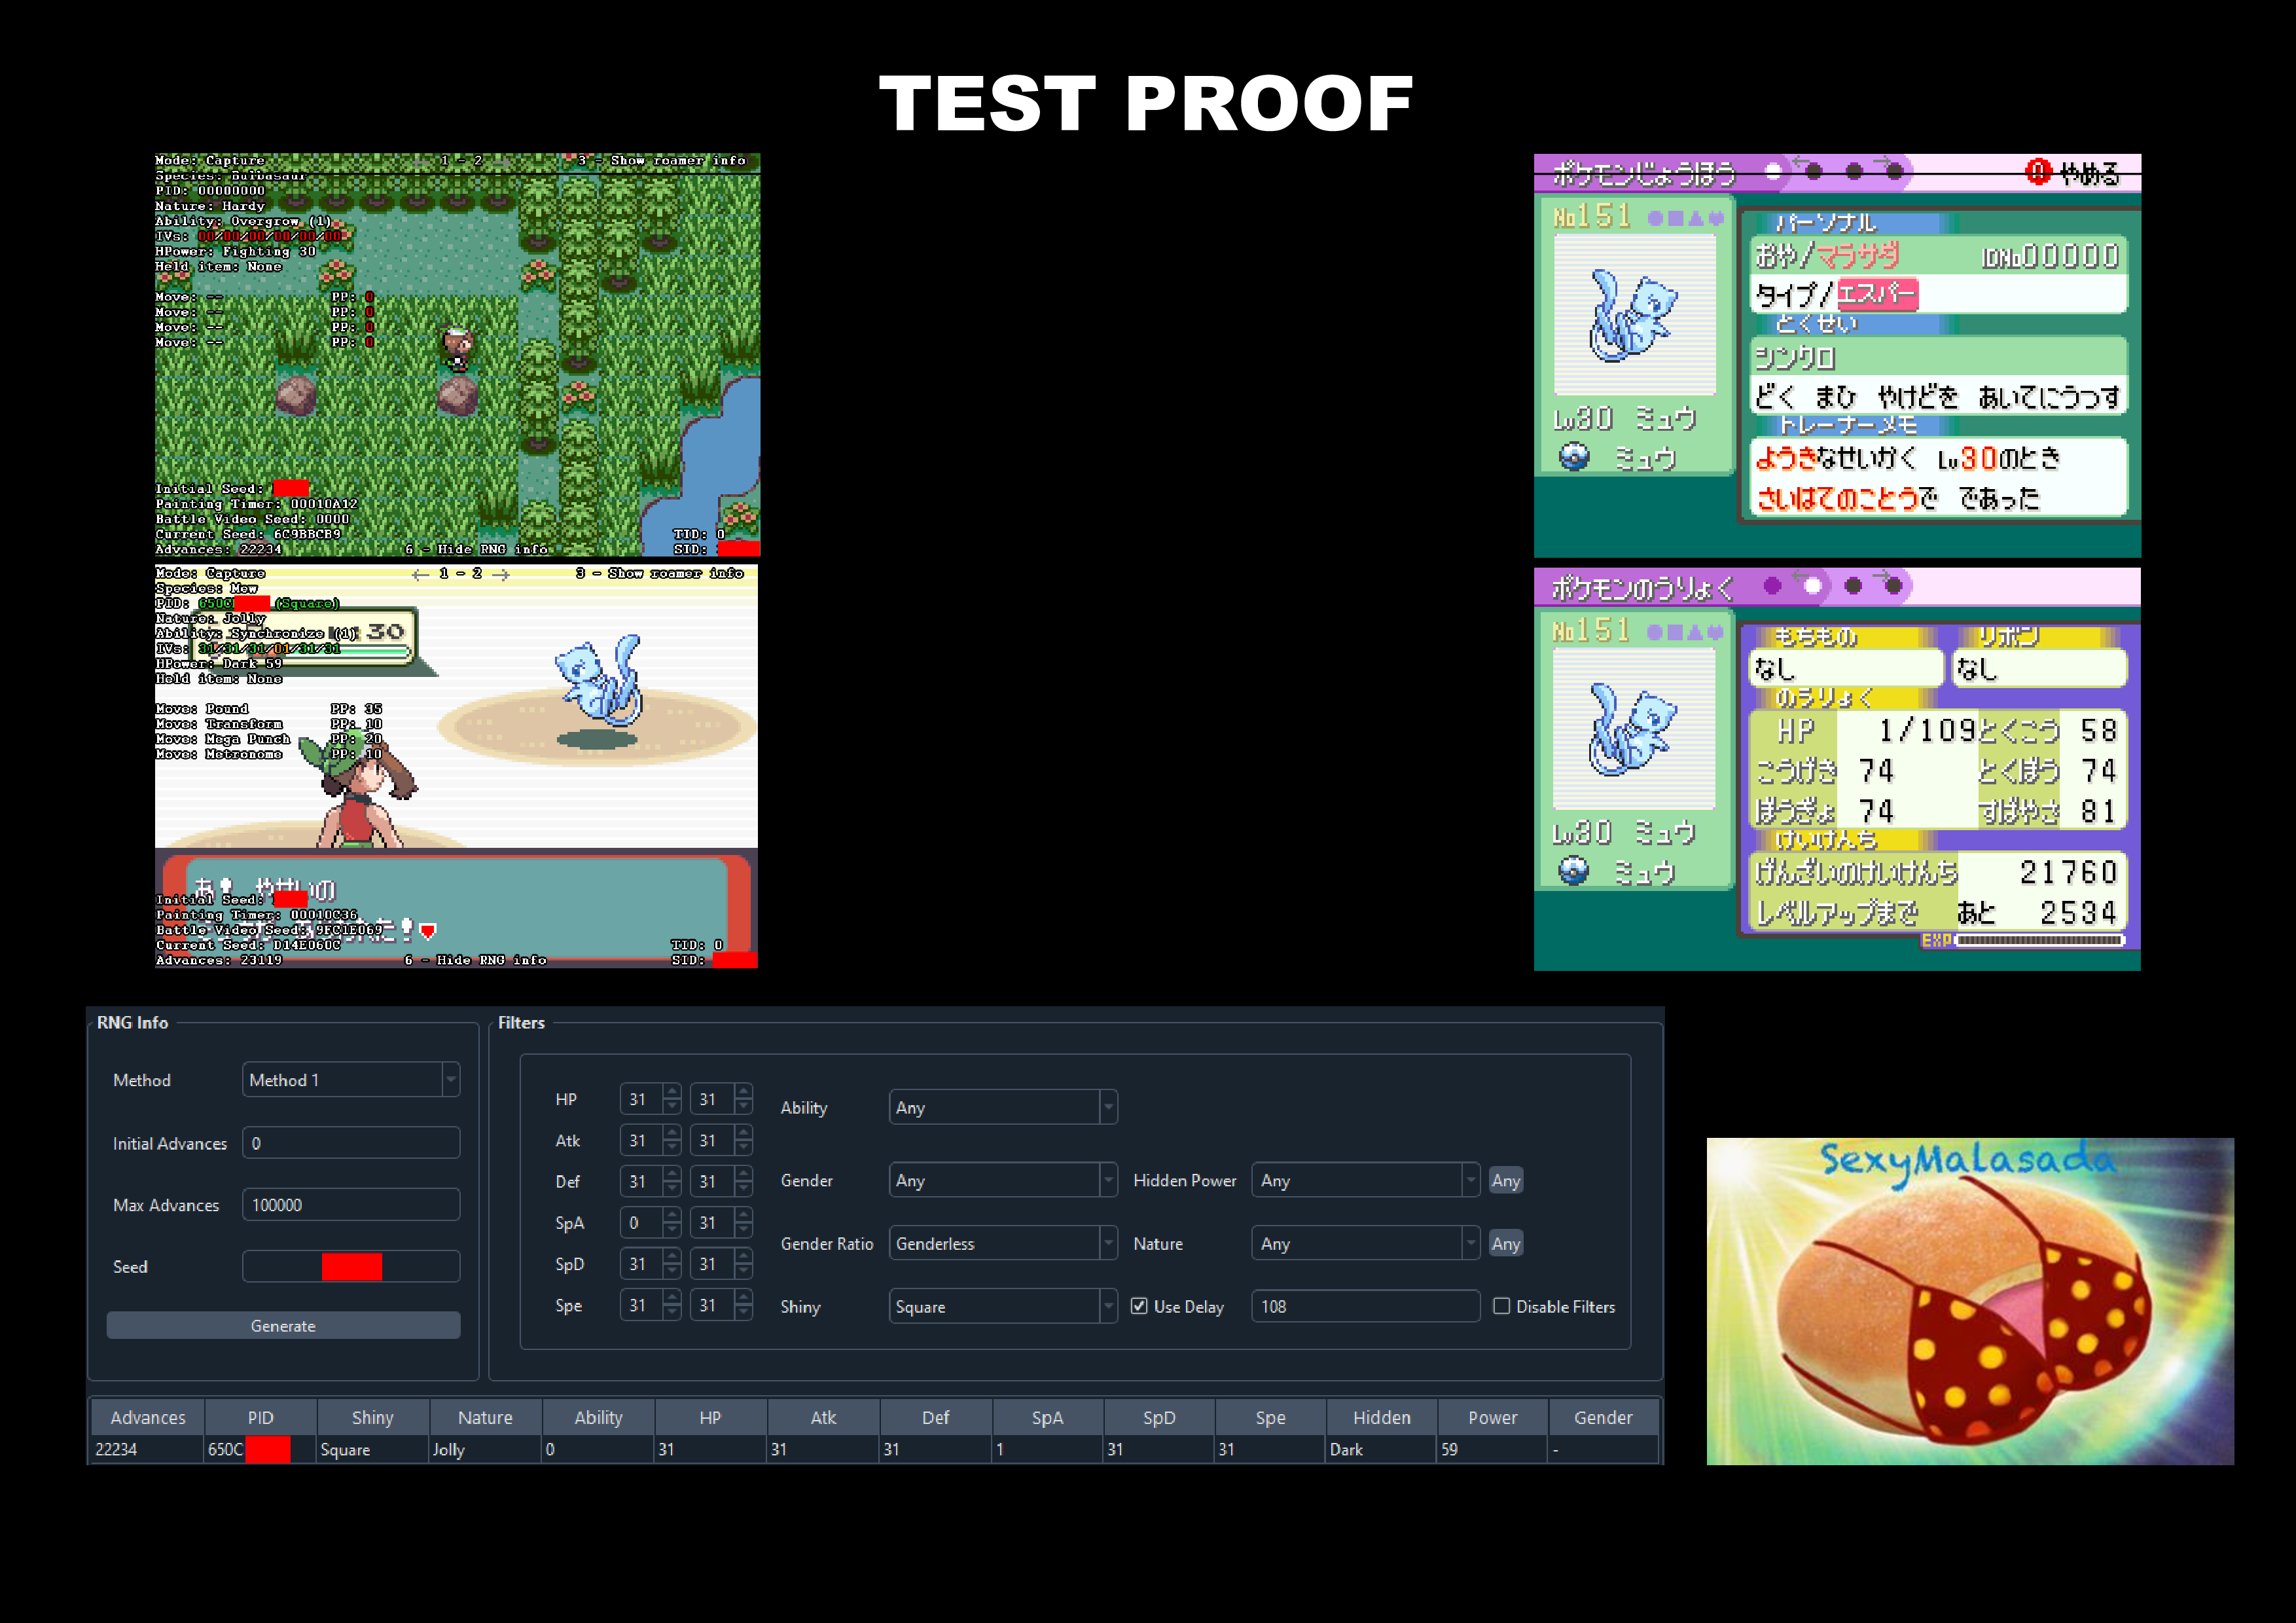 TEST PROOF
Mode: Capture
← 1 - 2 →
3 - Show roamer info
Species: Bulbasaur
PID: 00000000
Nature: Hardy
Ability: Overgrow (1)
IVs: 00/00/00/00/00/00
HPower: Fighting 30
Held item: None
Move: -- PP: 0
Move: -- PP: 0
Move: -- PP: 0
Move: -- PP: 0
Initial Seed:
Painting Timer: 00010A12
Battle Video Seed: 0000
Current Seed: 6C9BBCB9
TID: 0
Advances: 22234
6 - Hide RNG info
SID:
ポケモンじょうほう
やめる
No151
Lv30 ミュウ
ミュウ
パーソナル
おや/マラサダ IDNo00000
タイプ/エスパー
とくせい
シンクロ
どく まひ やけどを あいてにうつす
トレーナーメモ
ようきなせいかく Lv30のとき
さいはてのことうで であった
Mode: Capture
← 1 - 2 →
3 - Show roamer info
Species: Mew
PID: 650C (Square)
Nature: Jolly
Ability: Synchronize (1)
30
IVs: 31/31/31/01/31/31
HPower: Dark 59
Held item: None
Move: Pound PP: 35
Move: Transform PP: 10
Move: Mega Punch PP: 20
Move: Metronome PP: 10
あ! やせいの
Initial Seed:
Painting Timer: 00010C36
Battle Video Seed: 9FC1E069
Current Seed: D14E060C
TID: 0
Advances: 23119
6 - Hide RNG info
SID:
ポケモンのうりょく
No151
Lv30 ミュウ
ミュウ
もちもの リボン
なし なし
のうりょく
HP 1/109 とくこう 58
こうげき 74 とくぼう 74
ぼうぎょ 74 すばやさ 81
けいけんち
げんざいのけいけんち 21760
レベルアップまで あと 2534
EXP
RNG Info
Method Method 1
Initial Advances 0
Max Advances 100000
Seed
Generate
Filters
HP 31 31
Atk 31 31
Def 31 31
SpA 0 31
SpD 31 31
Spe 31 31
Ability Any
Gender Any Hidden Power Any Any
Gender Ratio Genderless Nature Any Any
Shiny Square Use Delay 108 Disable Filters
Advances PID Shiny Nature Ability HP Atk Def SpA SpD Spe Hidden Power Gender
22234 650C Square Jolly 0 31 31 31 1 31 31 Dark 59 -
SexyMalasada